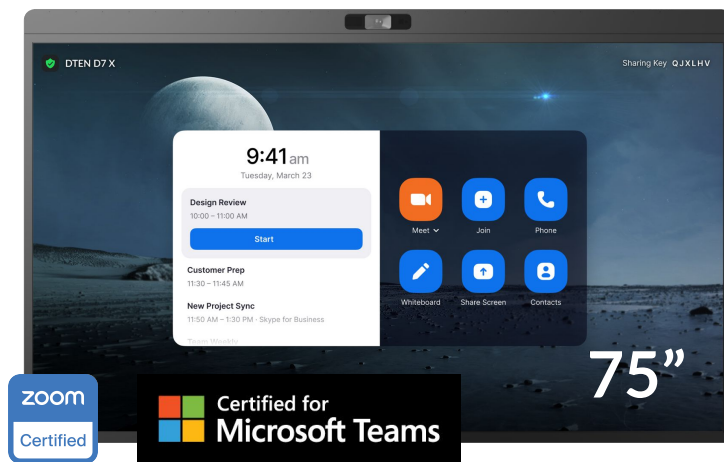 DTEN D7 X
Sharing Key QJXLHV
9:41am
Tuesday, March 23
Design Review
10:00 – 11:00 AM
Start
Customer Prep
11:30 – 11:45 AM
New Project Sync
11:50 AM – 1:30 PM · Skype for Business
Team Weekly
Meet
Join
Phone
Whiteboard
Share Screen
Contacts
75”
zoom
Certified
Certified for
Microsoft Teams